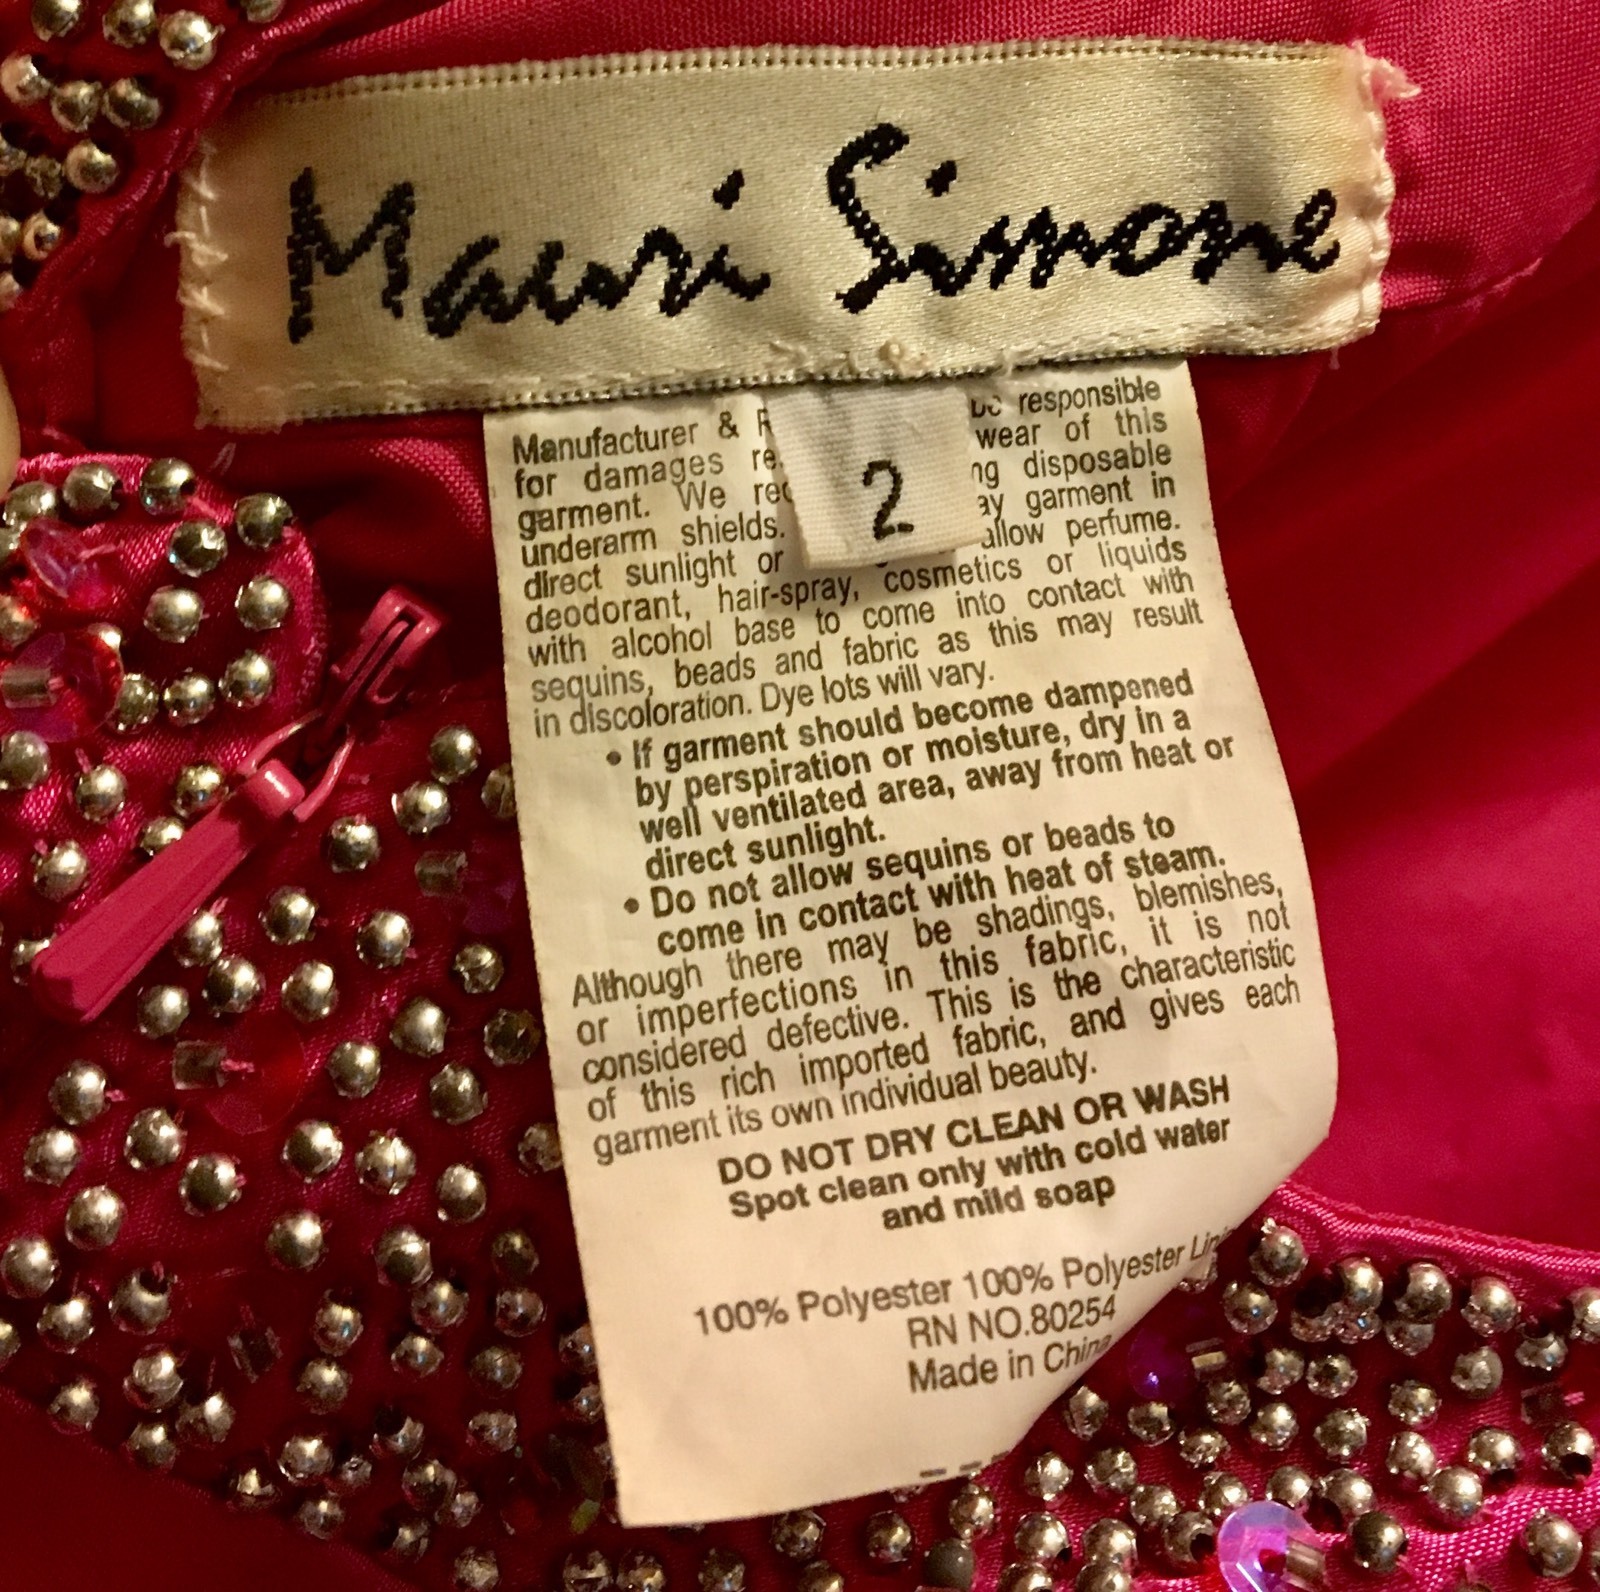 Mauri Simone
2
Manufacturer & be responsible
for damages wear of this
garment. We disposable
underarm shields. garment in
direct sunlight or allow perfume.
deodorant, hair-spray, cosmetics or liquids
with alcohol base to come into contact with
sequins, beads and fabric as this may result
in discoloration. Dye lots will vary.
• If garment should become dampened
by perspiration or moisture, dry in a
well ventilated area, away from heat or
direct sunlight.
• Do not allow sequins or beads to
come in contact with heat of steam.
Although there may be shadings, blemishes,
or imperfections in this fabric, it is not
considered defective. This is the characteristic
of this rich imported fabric, and gives each
garment its own individual beauty.
DO NOT DRY CLEAN OR WASH
Spot clean only with cold water
and mild soap
100% Polyester 100% Polyester
RN NO.80254
Made in China